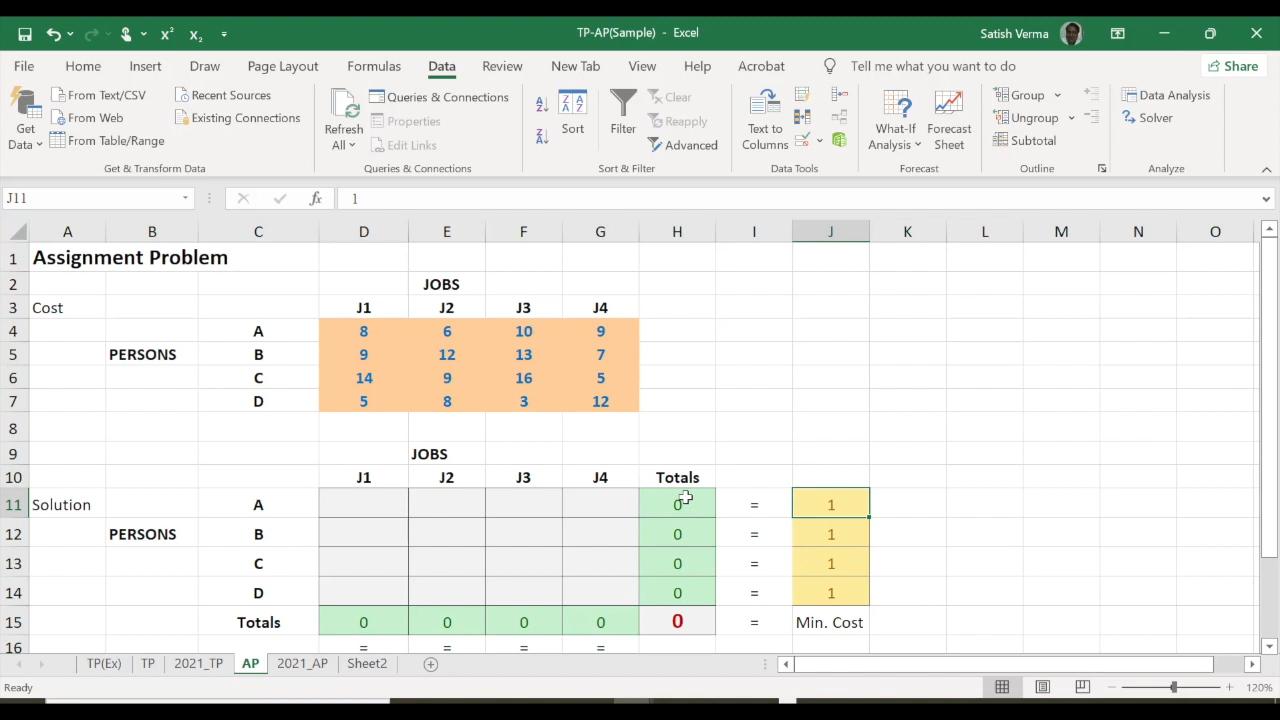 TP-AP(Sample) - Excel
Satish Verma
File Home Insert Draw Page Layout Formulas Data Review New Tab View Help Acrobat Tell me what you want to do Share
Get Data
From Text/CSV
From Web
From Table/Range
Recent Sources
Existing Connections
Get & Transform Data
Refresh All
Queries & Connections
Properties
Edit Links
Queries & Connections
Sort
Filter
Clear
Reapply
Advanced
Sort & Filter
Text to Columns
Data Tools
What-If Analysis
Forecast Sheet
Forecast
Group
Ungroup
Subtotal
Outline
Data Analysis
Solver
Analyze
J11 fx 1
A B C D E F G H I J K L M N O
1 Assignment Problem
2 JOBS
3 Cost J1 J2 J3 J4
4 A 8 6 10 9
5 PERSONS B 9 12 13 7
6 C 14 9 16 5
7 D 5 8 3 12
8
9 JOBS
10 J1 J2 J3 J4 Totals
11 Solution A 0 = 1
12 PERSONS B 0 = 1
13 C 0 = 1
14 D 0 = 1
15 Totals 0 0 0 0 0 = Min. Cost
16 = = = =
TP(Ex) TP 2021_TP AP 2021_AP Sheet2
Ready 120%